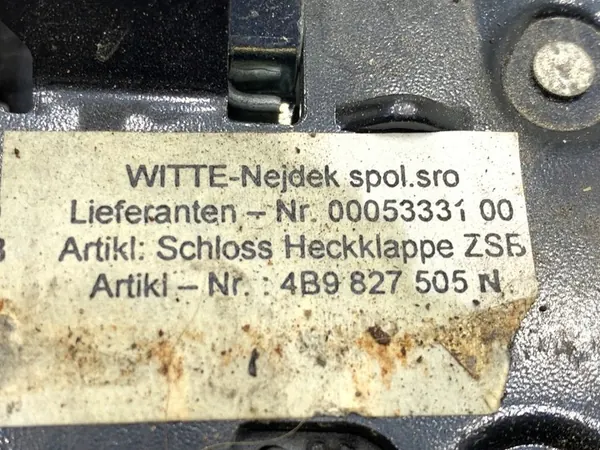 WITTE-Nejdek spol.sro
Lieferanten – Nr. 00053331 00
Artikl: Schloss Heckklappe ZSB
Artikl – Nr. : 4B9 827 505 N